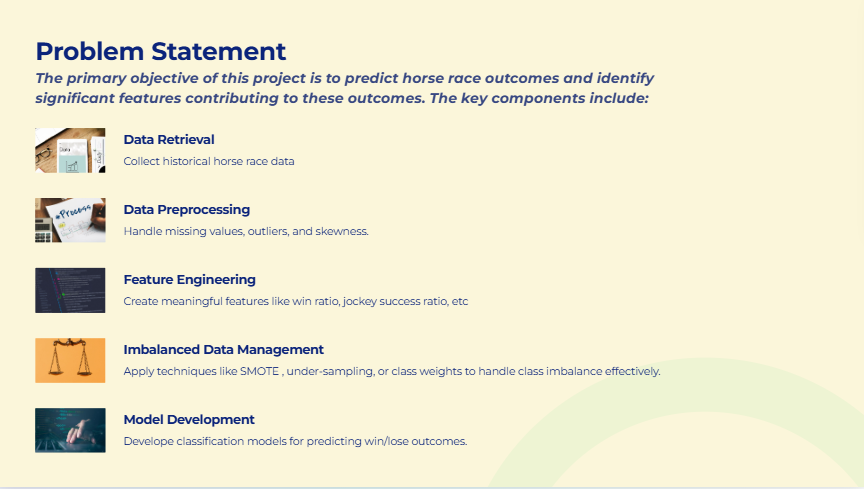 Problem Statement
The primary objective of this project is to predict horse race outcomes and identify
significant features contributing to these outcomes. The key components include:
Data Retrieval
Collect historical horse race data
Data Preprocessing
Handle missing values, outliers, and skewness.
Process
Feature Engineering
Create meaningful features like win ratio, jockey success ratio, etc
Imbalanced Data Management
Apply techniques like SMOTE , under-sampling, or class weights to handle class imbalance effectively.
Model Development
Develope classification models for predicting win/lose outcomes.